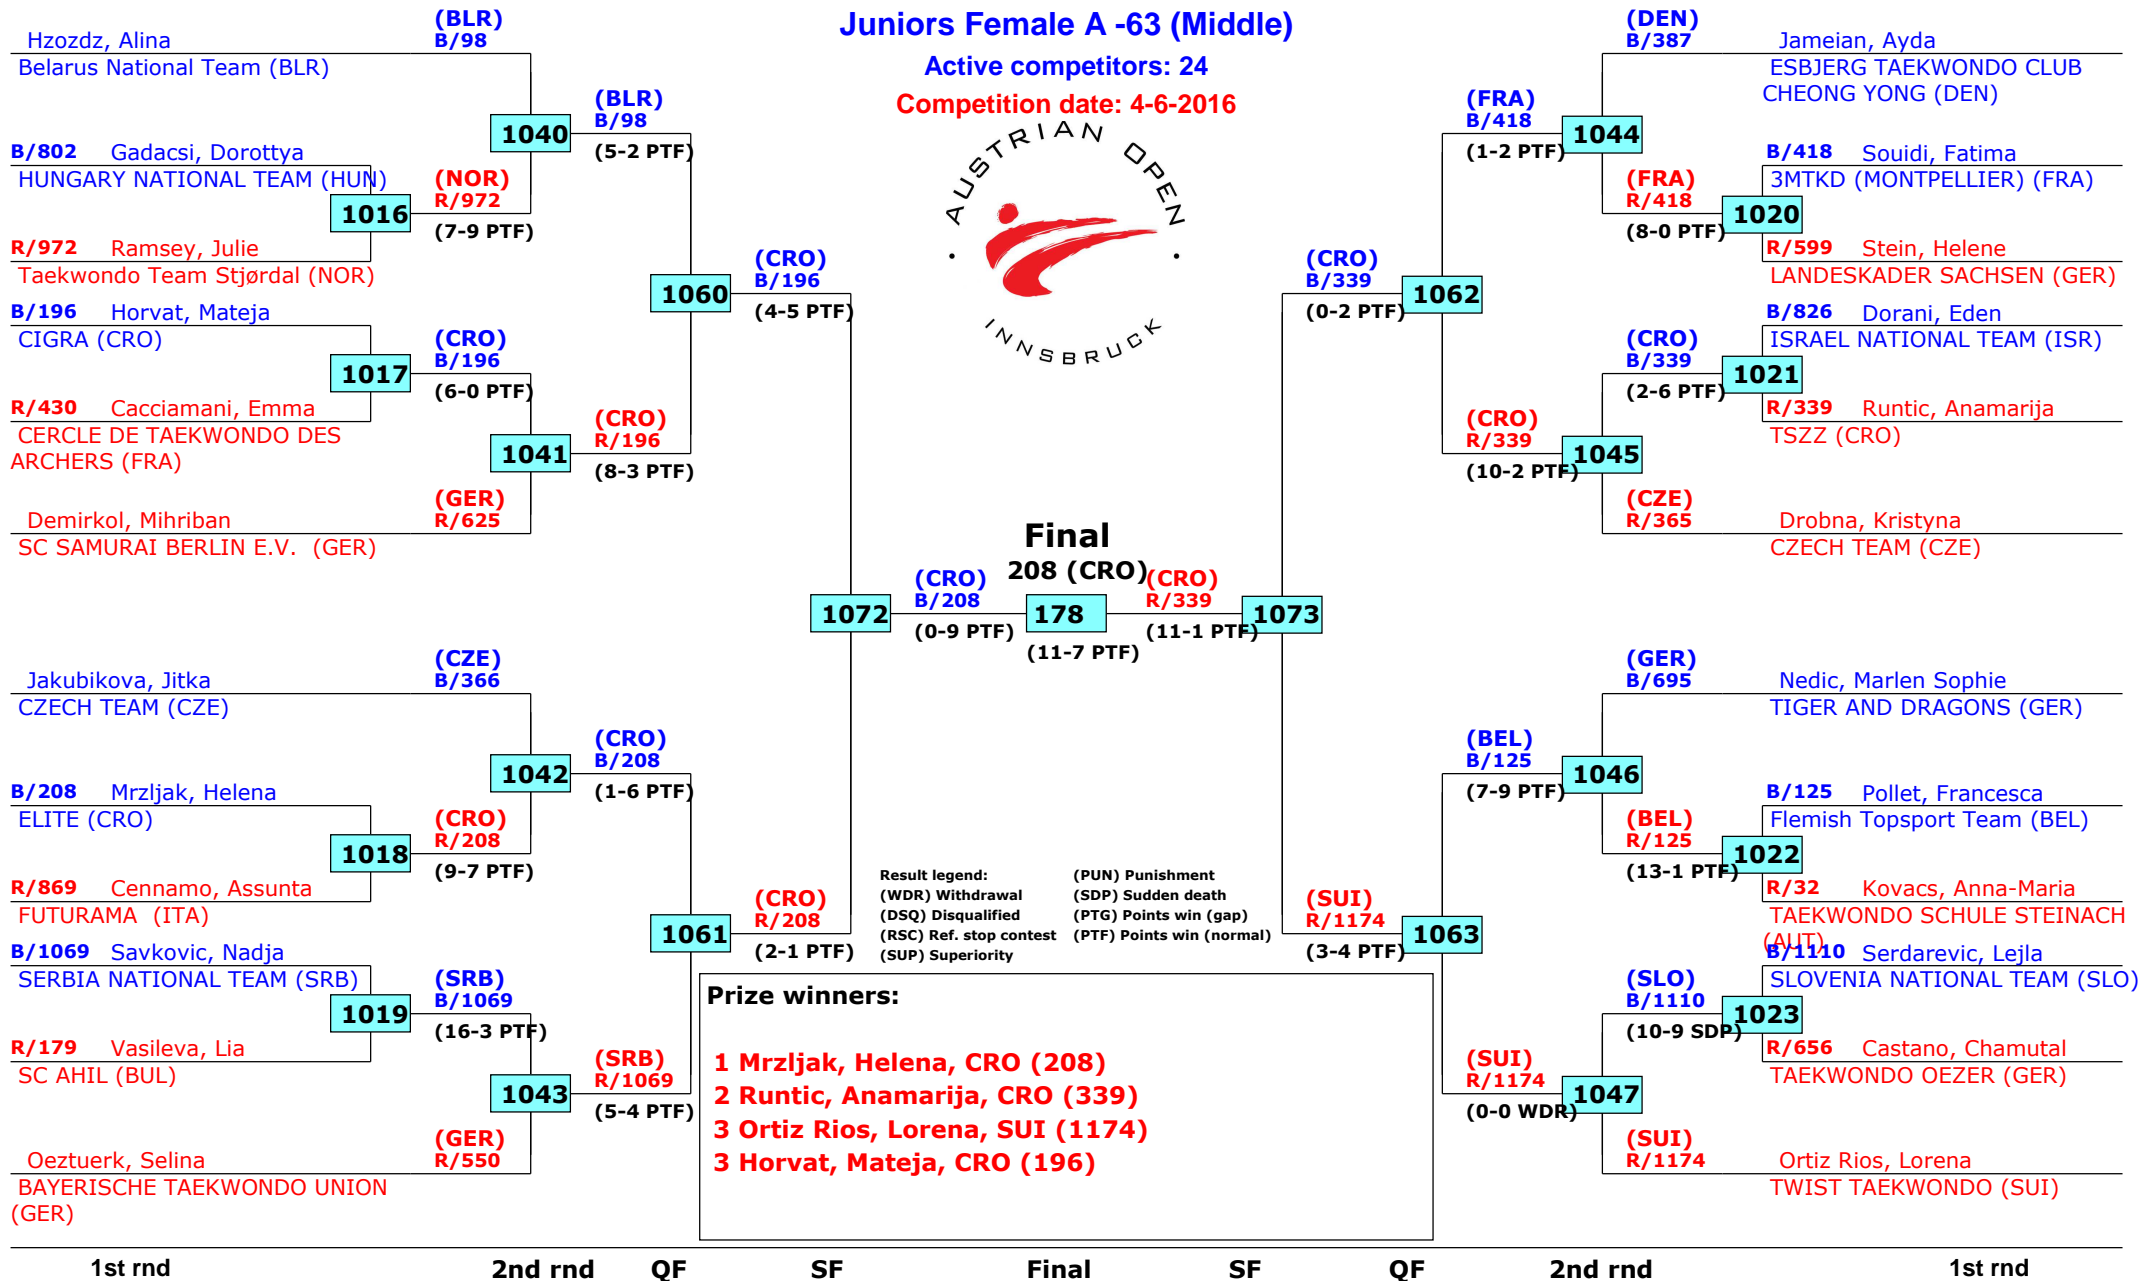 Juniors Female A -63 (Middle)
Active competitors: 24
Competition date: 4-6-2016
AUSTRIAN OPEN
INNSBRUCK
Hzozdz, Alina
Belarus National Team (BLR)
(BLR)
B/98
B/802 Gadacsi, Dorottya
HUNGARY NATIONAL TEAM (HUN)
1016
R/972 Ramsey, Julie
Taekwondo Team Stjørdal (NOR)
(NOR)
R/972
(7-9 PTF)
1040
(BLR)
B/98
(5-2 PTF)
B/196 Horvat, Mateja
CIGRA (CRO)
1017
R/430 Cacciamani, Emma
CERCLE DE TAEKWONDO DES
ARCHERS (FRA)
(CRO)
B/196
(6-0 PTF)
1041
(CRO)
R/196
(8-3 PTF)
(GER)
R/625
Demirkol, Mihriban
SC SAMURAI BERLIN E.V. (GER)
1060
(CRO)
B/196
(4-5 PTF)
Jakubikova, Jitka
CZECH TEAM (CZE)
(CZE)
B/366
B/208 Mrzljak, Helena
ELITE (CRO)
1018
R/869 Cennamo, Assunta
FUTURAMA (ITA)
(CRO)
R/208
(9-7 PTF)
1042
(CRO)
B/208
(1-6 PTF)
B/1069 Savkovic, Nadja
SERBIA NATIONAL TEAM (SRB)
1019
R/179 Vasileva, Lia
SC AHIL (BUL)
(SRB)
B/1069
(16-3 PTF)
1043
(SRB)
R/1069
(5-4 PTF)
(GER)
R/550
Oeztuerk, Selina
BAYERISCHE TAEKWONDO UNION
(GER)
1061
(CRO)
R/208
(2-1 PTF)
1072
(CRO)
B/208
(0-9 PTF)
Final
208 (CRO)
178
(11-7 PTF)
(CRO)
R/339
(11-1 PTF)
1073
(DEN)
B/387
Jameian, Ayda
ESBJERG TAEKWONDO CLUB
CHEONG YONG (DEN)
(FRA)
B/418
(1-2 PTF)
1044
(FRA)
R/418
(8-0 PTF)
1020
B/418 Souidi, Fatima
3MTKD (MONTPELLIER) (FRA)
R/599 Stein, Helene
LANDESKADER SACHSEN (GER)
(CRO)
B/339
(0-2 PTF)
1062
(CRO)
B/339
(2-6 PTF)
1021
B/826 Dorani, Eden
ISRAEL NATIONAL TEAM (ISR)
R/339 Runtic, Anamarija
TSZZ (CRO)
(CRO)
R/339
(10-2 PTF)
1045
(CZE)
R/365
Drobna, Kristyna
CZECH TEAM (CZE)
(GER)
B/695
Nedic, Marlen Sophie
TIGER AND DRAGONS (GER)
(BEL)
B/125
(7-9 PTF)
1046
(BEL)
R/125
(13-1 PTF)
1022
B/125 Pollet, Francesca
Flemish Topsport Team (BEL)
R/32 Kovacs, Anna-Maria
TAEKWONDO SCHULE STEINACH
(AUT)
(SUI)
R/1174
(3-4 PTF)
1063
(SLO)
B/1110
(10-9 SDP)
1023
B/1110 Serdarevic, Lejla
SLOVENIA NATIONAL TEAM (SLO)
R/656 Castano, Chamutal
TAEKWONDO OEZER (GER)
(SUI)
R/1174
(0-0 WDR)
1047
(SUI)
R/1174
Ortiz Rios, Lorena
TWIST TAEKWONDO (SUI)
Result legend:
(WDR) Withdrawal
(DSQ) Disqualified
(RSC) Ref. stop contest
(SUP) Superiority
(PUN) Punishment
(SDP) Sudden death
(PTG) Points win (gap)
(PTF) Points win (normal)
Prize winners:
1 Mrzljak, Helena, CRO (208)
2 Runtic, Anamarija, CRO (339)
3 Ortiz Rios, Lorena, SUI (1174)
3 Horvat, Mateja, CRO (196)
1st rnd 2nd rnd QF SF Final SF QF 2nd rnd 1st rnd